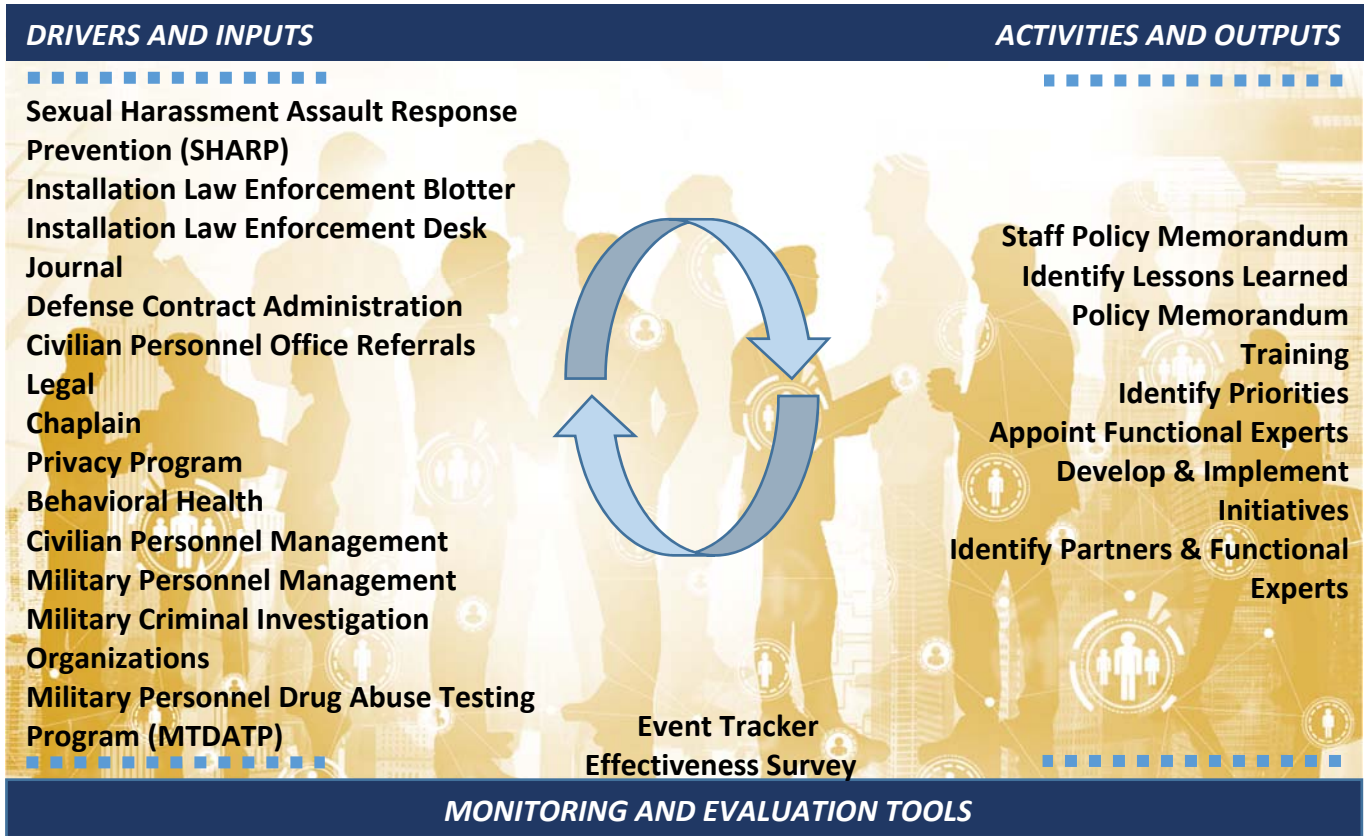 DRIVERS AND INPUTS
ACTIVITIES AND OUTPUTS
Sexual Harassment Assault Response
Prevention (SHARP)
Installation Law Enforcement Blotter
Installation Law Enforcement Desk
Journal
Defense Contract Administration
Civilian Personnel Office Referrals
Legal
Chaplain
Privacy Program
Behavioral Health
Civilian Personnel Management
Military Personnel Management
Military Criminal Investigation
Organizations
Military Personnel Drug Abuse Testing
Program (MTDATP)
Staff Policy Memorandum
Identify Lessons Learned
Policy Memorandum
Training
Identify Priorities
Appoint Functional Experts
Develop & Implement
Initiatives
Identify Partners & Functional
Experts
Event Tracker
Effectiveness Survey
MONITORING AND EVALUATION TOOLS